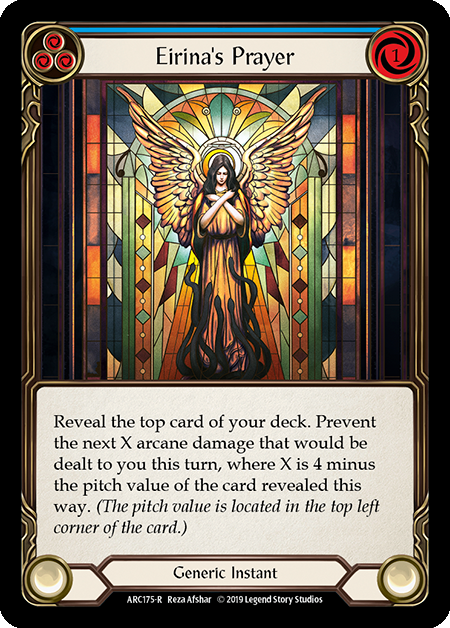 Eirina's Prayer
1
Reveal the top card of your deck. Prevent
the next X arcane damage that would be
dealt to you this turn, where X is 4 minus
the pitch value of the card revealed this
way. (The pitch value is located in the top left
corner of the card.)
Generic Instant
ARC175-R Reza Afshar © 2019 Legend Story Studios